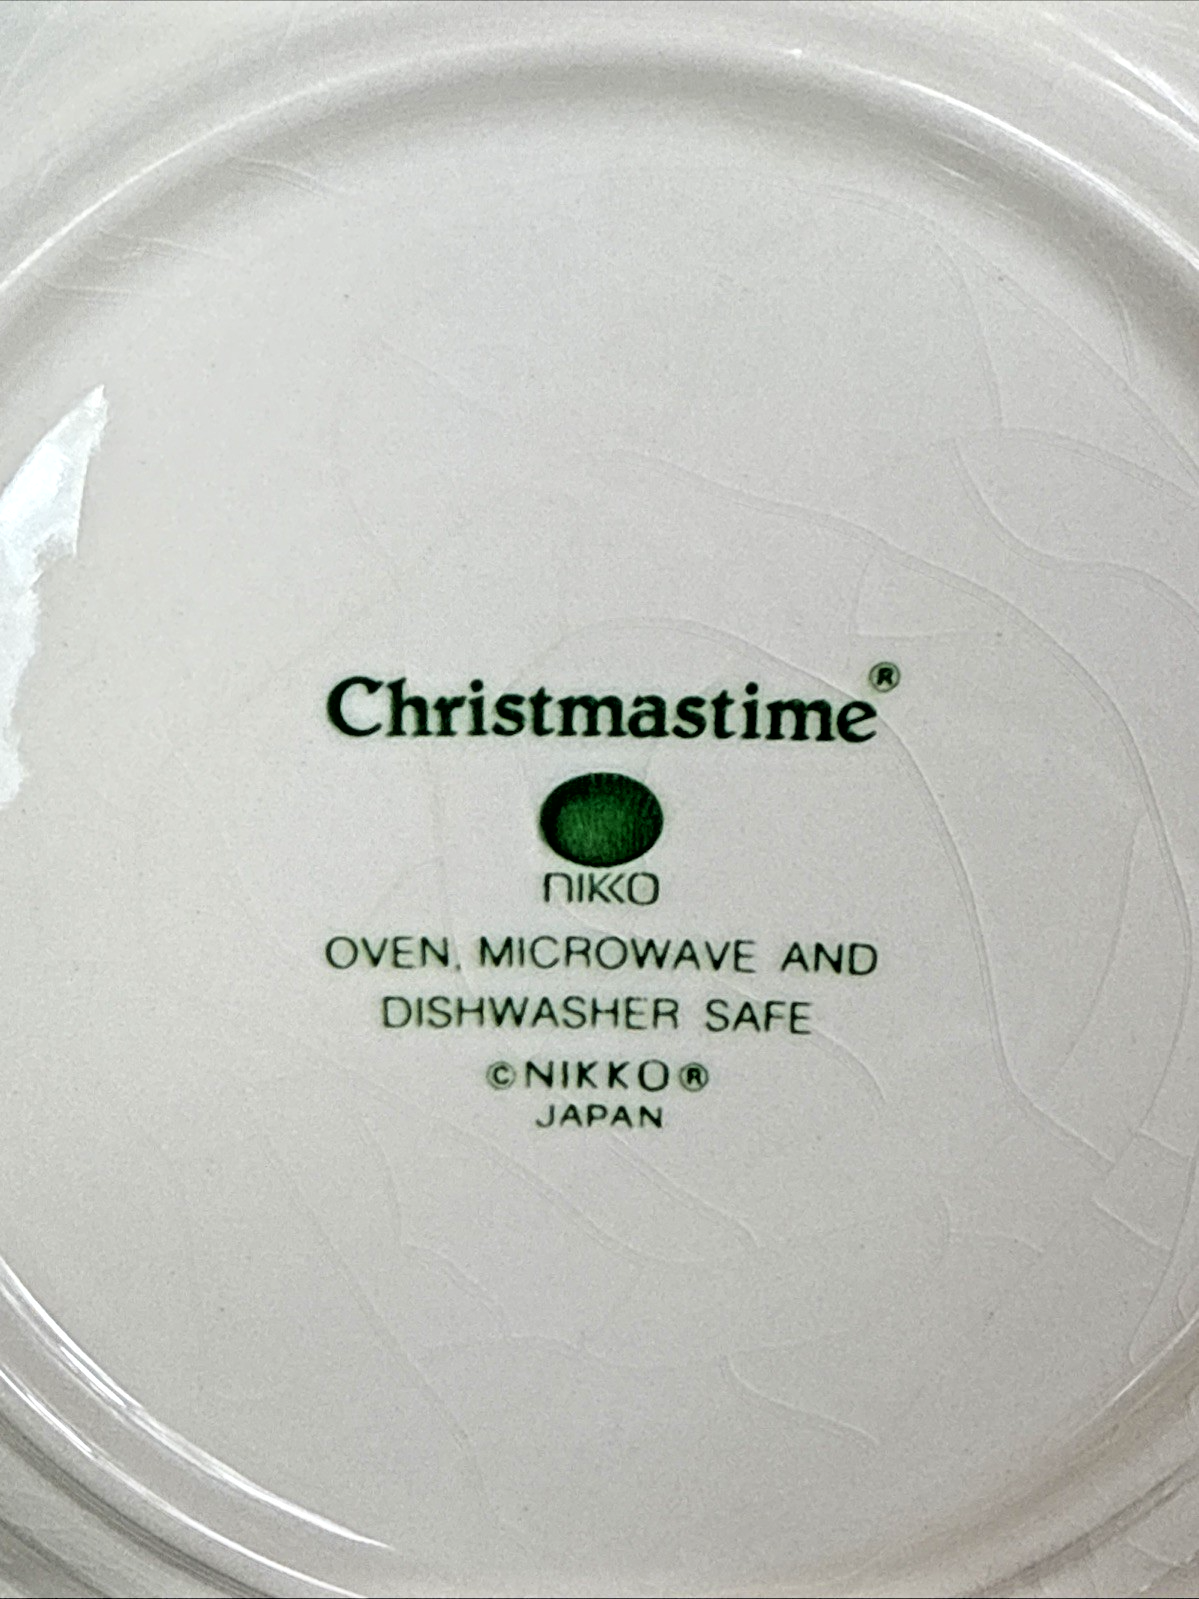 Christmastime®
nikko
OVEN, MICROWAVE AND
DISHWASHER SAFE
©NIKKO®
JAPAN